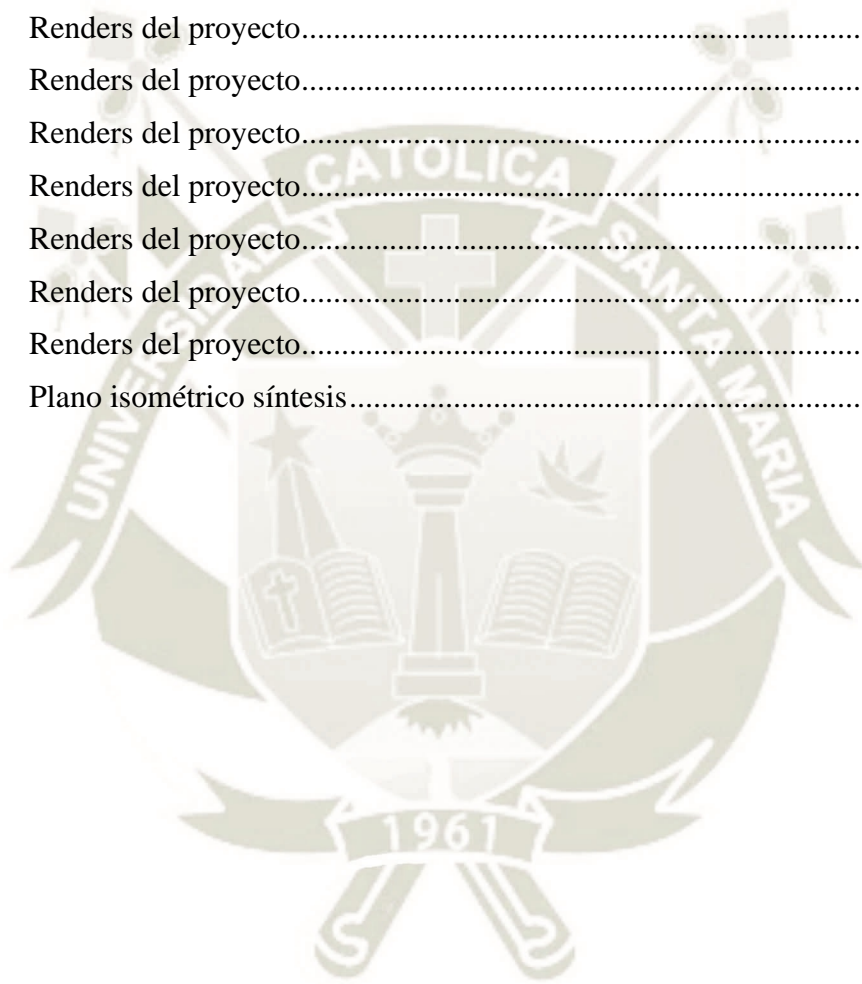 Renders del proyecto......................................................................
Renders del proyecto......................................................................
Renders del proyecto......................................................................
Renders del proyecto......................................................................
Renders del proyecto......................................................................
Renders del proyecto......................................................................
Renders del proyecto......................................................................
Plano isométrico síntesis................................................................
UNIVERSIDAD CATOLICA SANTA MARIA
1961